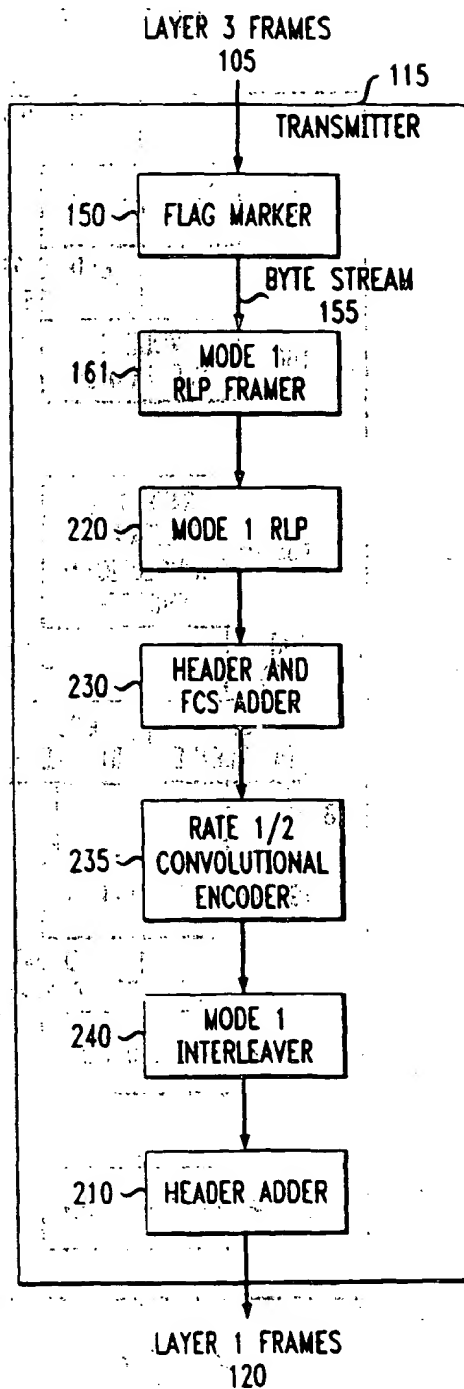 LAYER 3 FRAMES
105
115
TRANSMITTER
150
FLAG MARKER
BYTE STREAM
155
161
MODE 1
RLP FRAMER
220
MODE 1 RLP
230
HEADER AND
FCS ADDER
235
RATE 1/2
CONVOLUTIONAL
ENCODER
240
MODE 1
INTERLEAVER
210
HEADER ADDER
LAYER 1 FRAMES
120